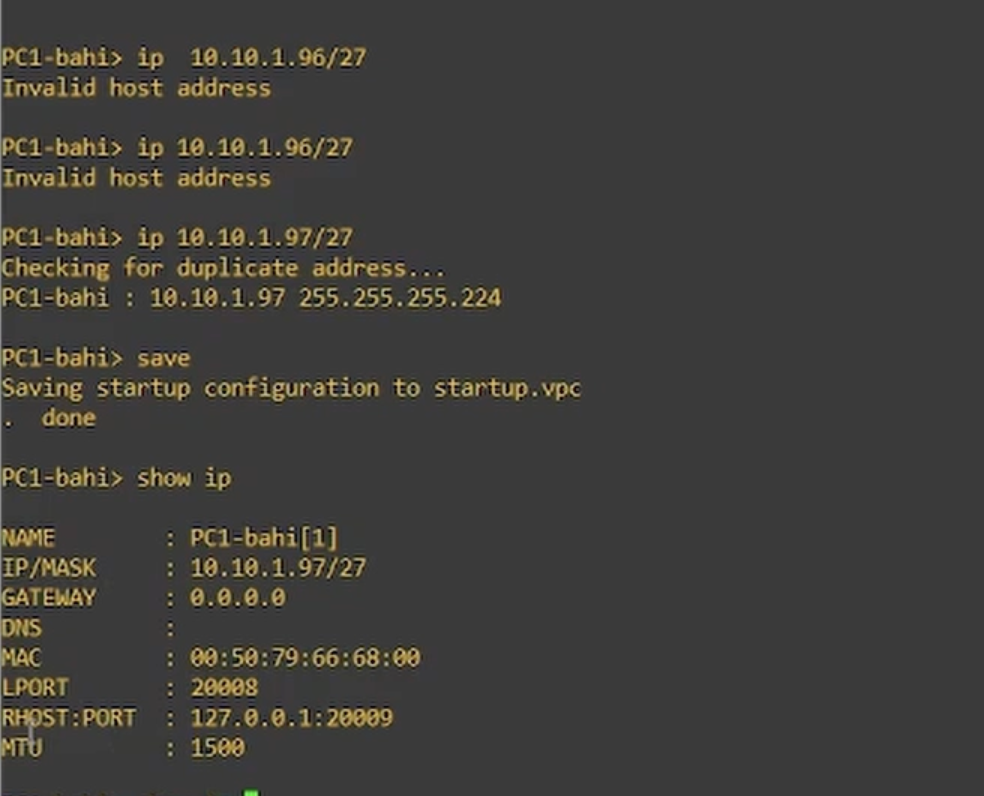 PC1-bahi> ip  10.10.1.96/27
Invalid host address
PC1-bahi> ip 10.10.1.96/27
Invalid host address
PC1-bahi> ip 10.10.1.97/27
Checking for duplicate address...
PC1-bahi : 10.10.1.97 255.255.255.224
PC1-bahi> save
Saving startup configuration to startup.vpc
.  done
PC1-bahi> show ip
NAME        : PC1-bahi[1]
IP/MASK     : 10.10.1.97/27
GATEWAY     : 0.0.0.0
DNS         :
MAC         : 00:50:79:66:68:00
LPORT       : 20008
RHOST:PORT  : 127.0.0.1:20009
MTU         : 1500